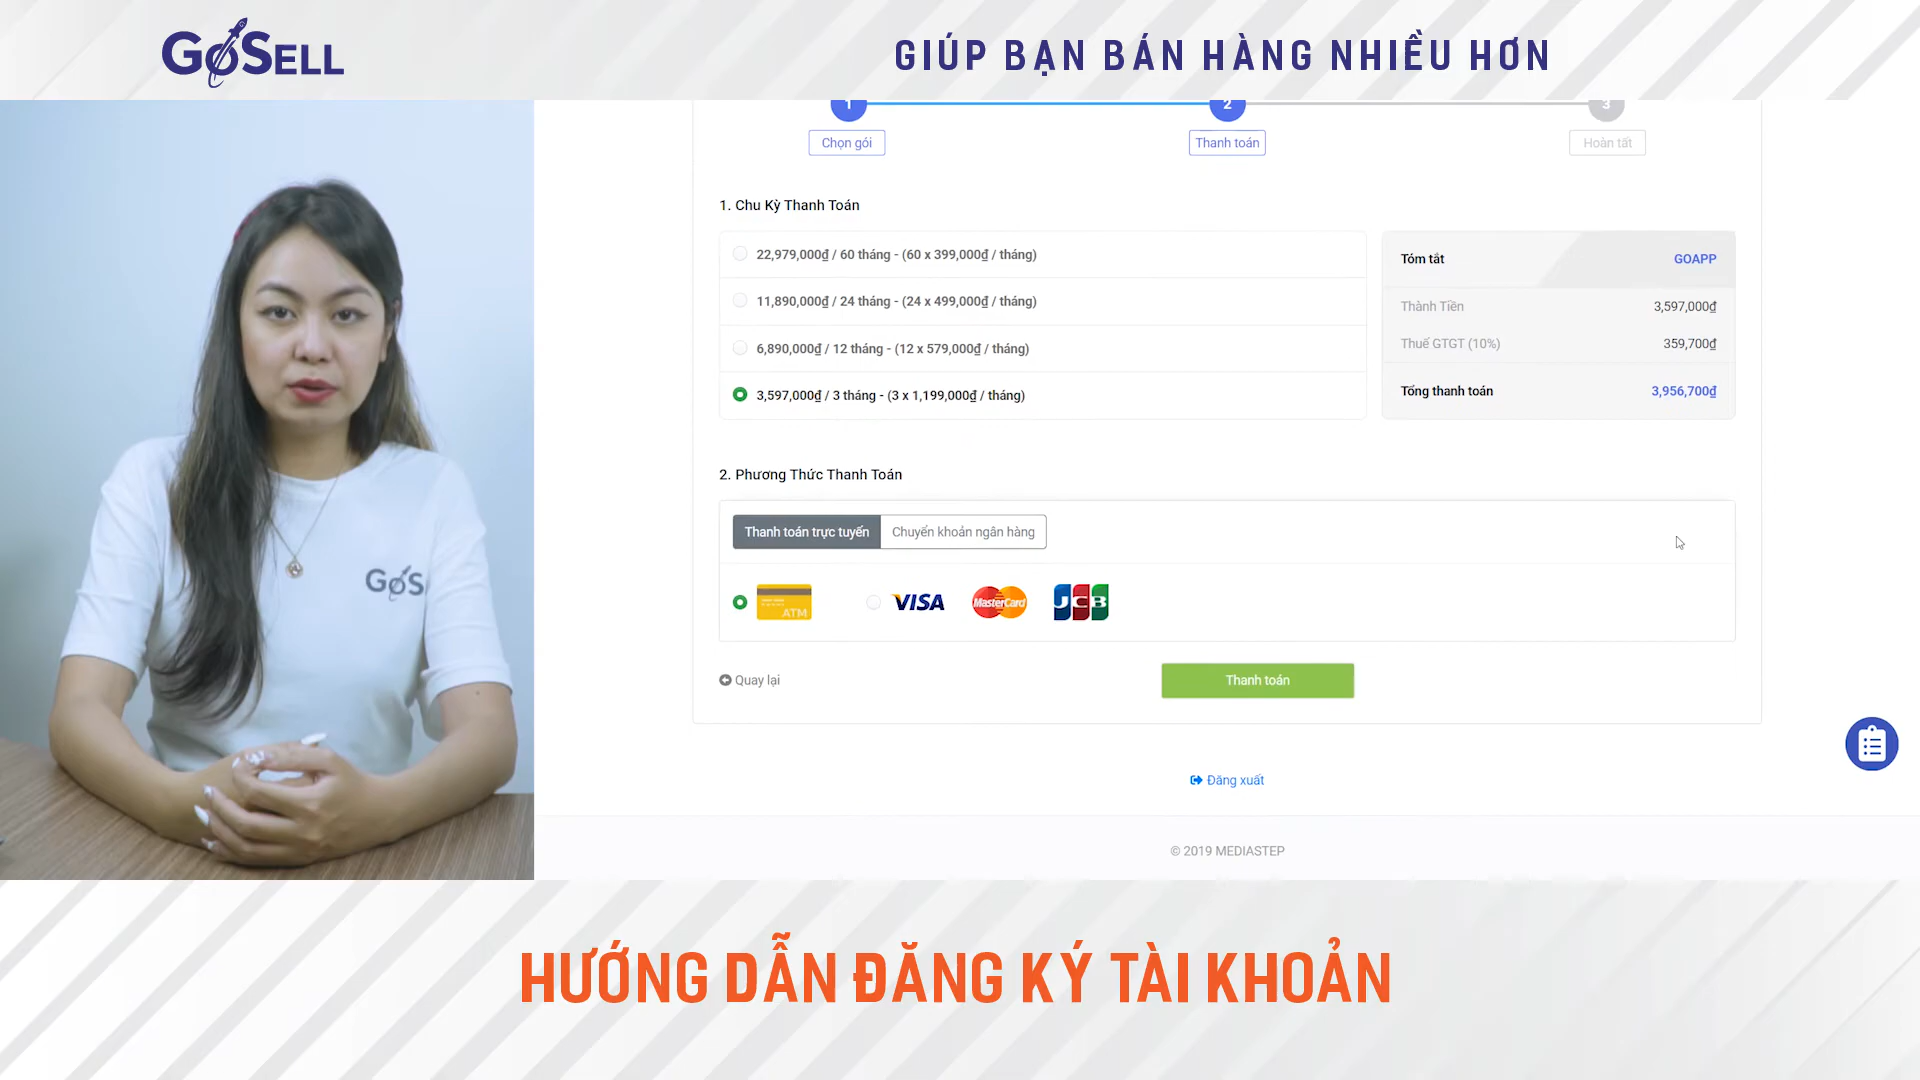 GoSELL
GIÚP BẠN BÁN HÀNG NHIỀU HƠN
1
2
3
Chọn gói
Thanh toán
Hoàn tất
1. Chu Kỳ Thanh Toán
22,979,000₫ / 60 tháng - (60 x 399,000₫ / tháng)
11,890,000₫ / 24 tháng - (24 x 499,000₫ / tháng)
6,890,000₫ / 12 tháng - (12 x 579,000₫ / tháng)
3,597,000₫ / 3 tháng - (3 x 1,199,000₫ / tháng)
Tóm tắt GOAPP
Thành Tiền 3,597,000₫
Thuế GTGT (10%) 359,700₫
Tổng thanh toán 3,956,700₫
2. Phương Thức Thanh Toán
Thanh toán trực tuyến Chuyển khoản ngân hàng
ATM
VISA
MasterCard
JCB
GoS
Quay lại
Thanh toán
Đăng xuất
© 2019 MEDIASTEP
HƯỚNG DẪN ĐĂNG KÝ TÀI KHOẢN